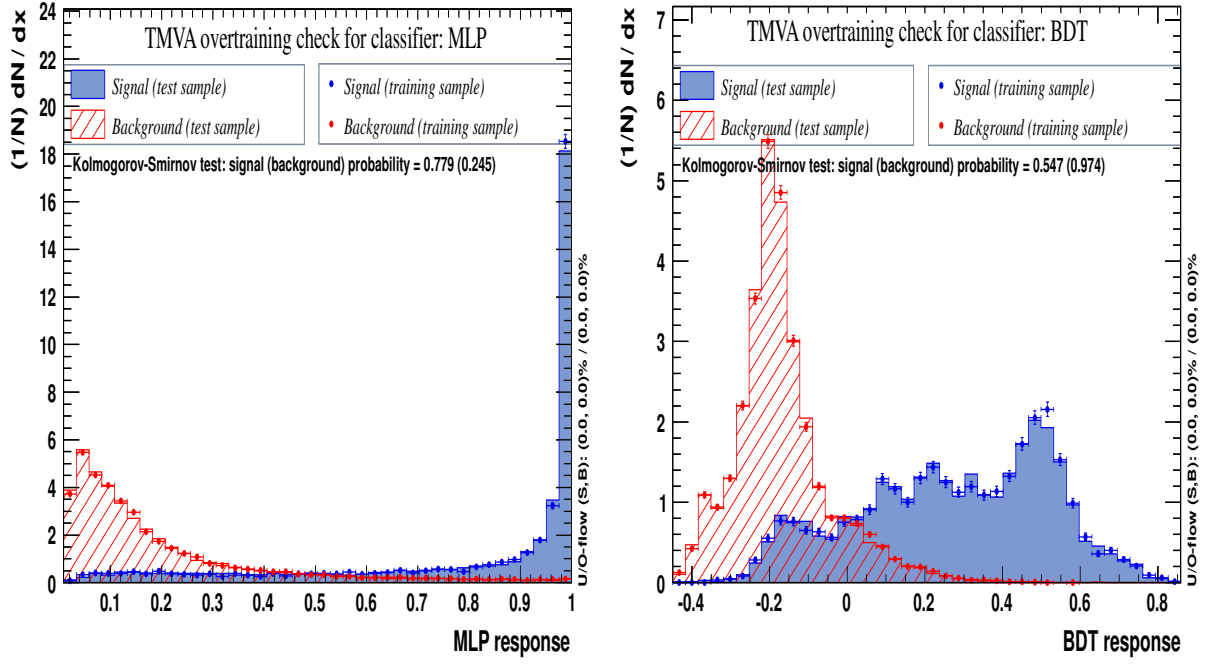 TMVA overtraining check for classifier: MLP
Signal (test sample)
Signal (training sample)
Background (test sample)
Background (training sample)
Kolmogorov-Smirnov test: signal (background) probability = 0.779 (0.245)
(1/N) dN / dx
24
22
20
18
16
14
12
10
8
6
4
2
0
0.1 0.2 0.3 0.4 0.5 0.6 0.7 0.8 0.9 1
MLP response
U/O-flow (S,B): (0.0, 0.0)% / (0.0, 0.0)%
TMVA overtraining check for classifier: BDT
Signal (test sample)
Signal (training sample)
Background (test sample)
Background (training sample)
Kolmogorov-Smirnov test: signal (background) probability = 0.547 (0.974)
(1/N) dN / dx
7
6
5
4
3
2
1
0
-0.4 -0.2 0 0.2 0.4 0.6 0.8
BDT response
U/O-flow (S,B): (0.0, 0.0)% / (0.0, 0.0)%